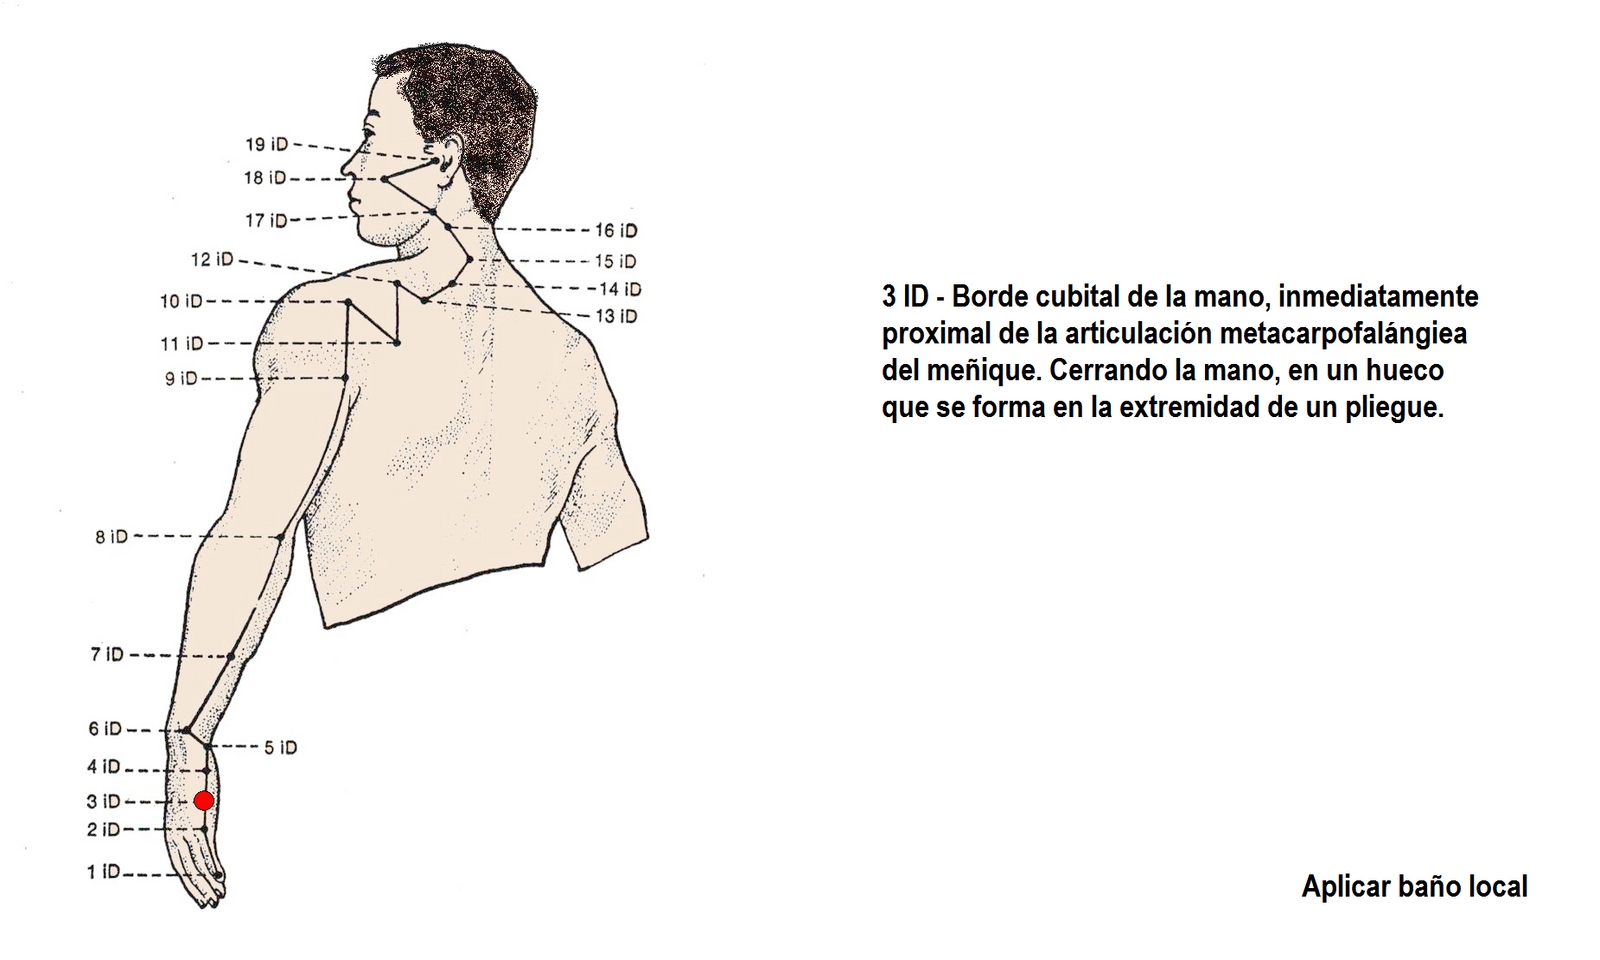 19 iD
18 iD
17 iD
16 iD
12 iD
15 iD
10 iD
14 iD
13 iD
11 iD
9 iD
8 iD
7 iD
6 iD
5 iD
4 iD
3 iD
2 iD
1 iD
3 ID - Borde cubital de la mano, inmediatamente
proximal de la articulación metacarpofalángiea
del meñique. Cerrando la mano, en un hueco
que se forma en la extremidad de un pliegue.
Aplicar baño local